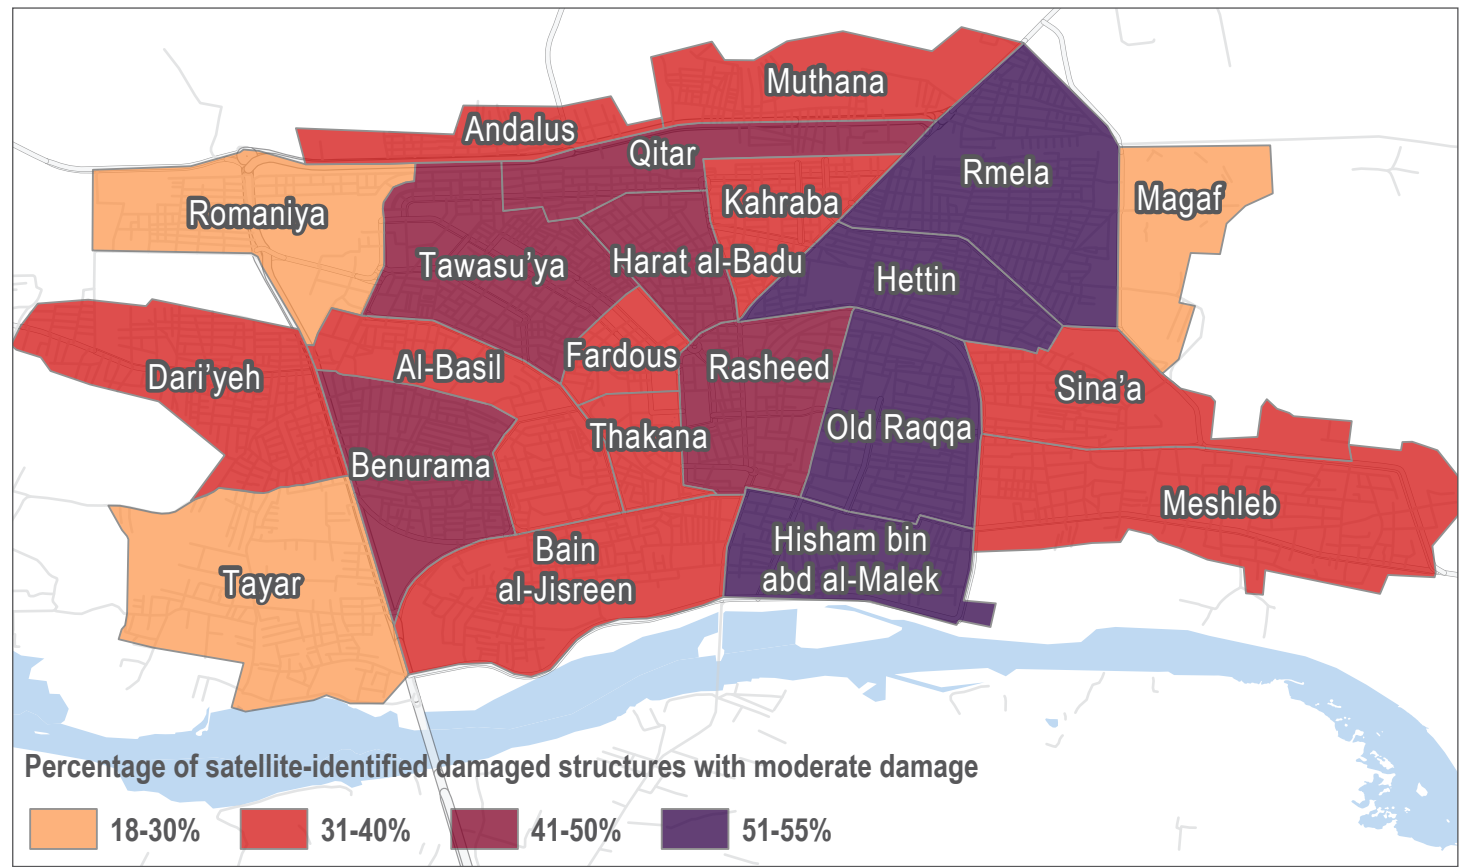 Muthana
Andalus
Qitar
Rmela
Magaf
Kahraba
Romaniya
Tawasu’ya
Harat al-Badu
Hettin
Dari’yeh
Al-Basil
Fardous
Rasheed
Sina’a
Thakana
Old Raqqa
Benurama
Meshleb
Bain
al-Jisreen
Hisham bin
abd al-Malek
Tayar
Percentage of satellite-identified damaged structures with moderate damage
18-30% 31-40% 41-50% 51-55%